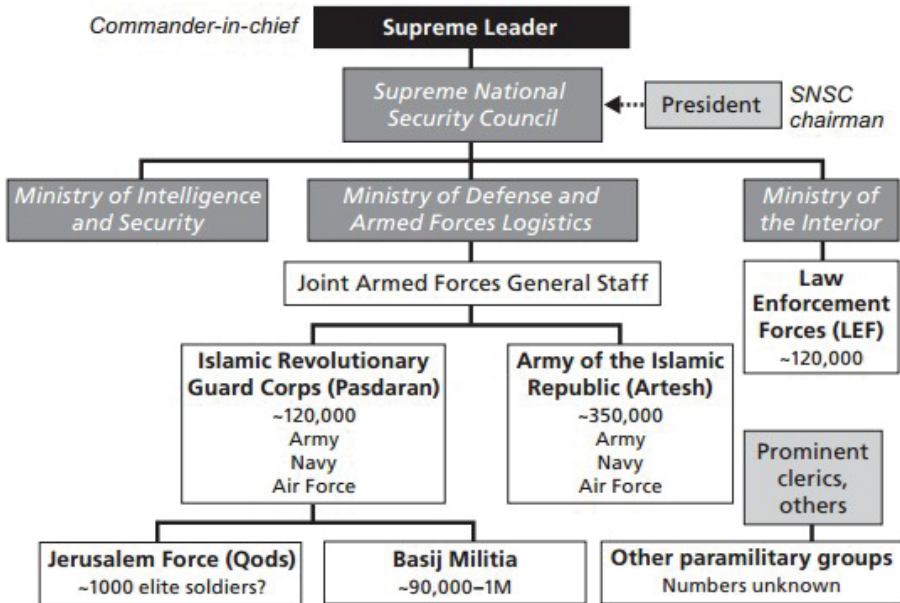 Commander-in-chief
Supreme Leader
Supreme National
Security Council
President
SNSC
chairman
Ministry of Intelligence
and Security
Ministry of Defense and
Armed Forces Logistics
Ministry of
the Interior
Joint Armed Forces General Staff
Law
Enforcement
Forces (LEF)
~120,000
Islamic Revolutionary
Guard Corps (Pasdaran)
~120,000
Army
Navy
Air Force
Army of the Islamic
Republic (Artesh)
~350,000
Army
Navy
Air Force
Prominent
clerics,
others
Jerusalem Force (Qods)
~1000 elite soldiers?
Basij Militia
~90,000–1M
Other paramilitary groups
Numbers unknown